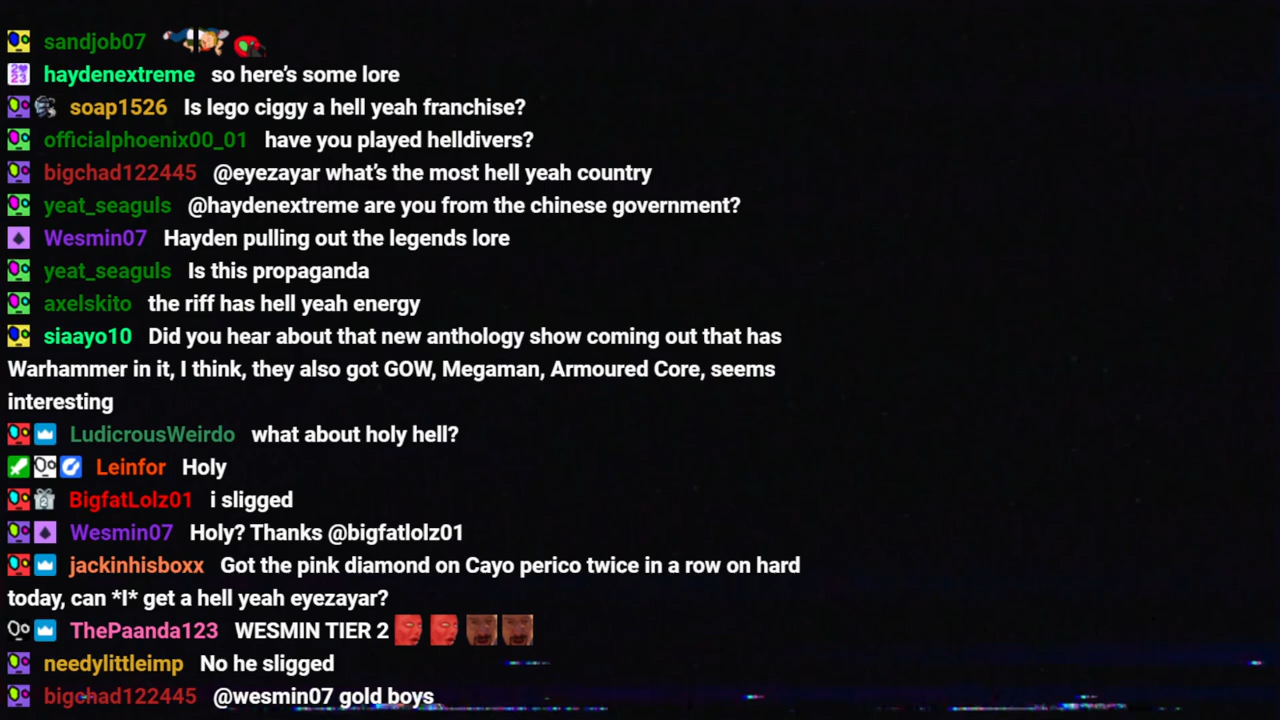 sandjob07
haydenextreme so here's some lore
soap1526 Is lego ciggy a hell yeah franchise?
officialphoenix00_01 have you played helldivers?
bigchad122445 @eyezayar what's the most hell yeah country
yeat_seaguls @haydenextreme are you from the chinese government?
Wesmin07 Hayden pulling out the legends lore
yeat_seaguls Is this propaganda
axelskito the riff has hell yeah energy
siaayo10 Did you hear about that new anthology show coming out that has
Warhammer in it, I think, they also got GOW, Megaman, Armoured Core, seems
interesting
LudicrousWeirdo what about holy hell?
Leinfor Holy
BigfatLolz01 i sligged
Wesmin07 Holy? Thanks @bigfatlolz01
jackinhisboxx Got the pink diamond on Cayo perico twice in a row on hard
today, can *I* get a hell yeah eyezayar?
ThePaanda123 WESMIN TIER 2
needylittleimp No he sligged
bigchad122445 @wesmin07 gold boys